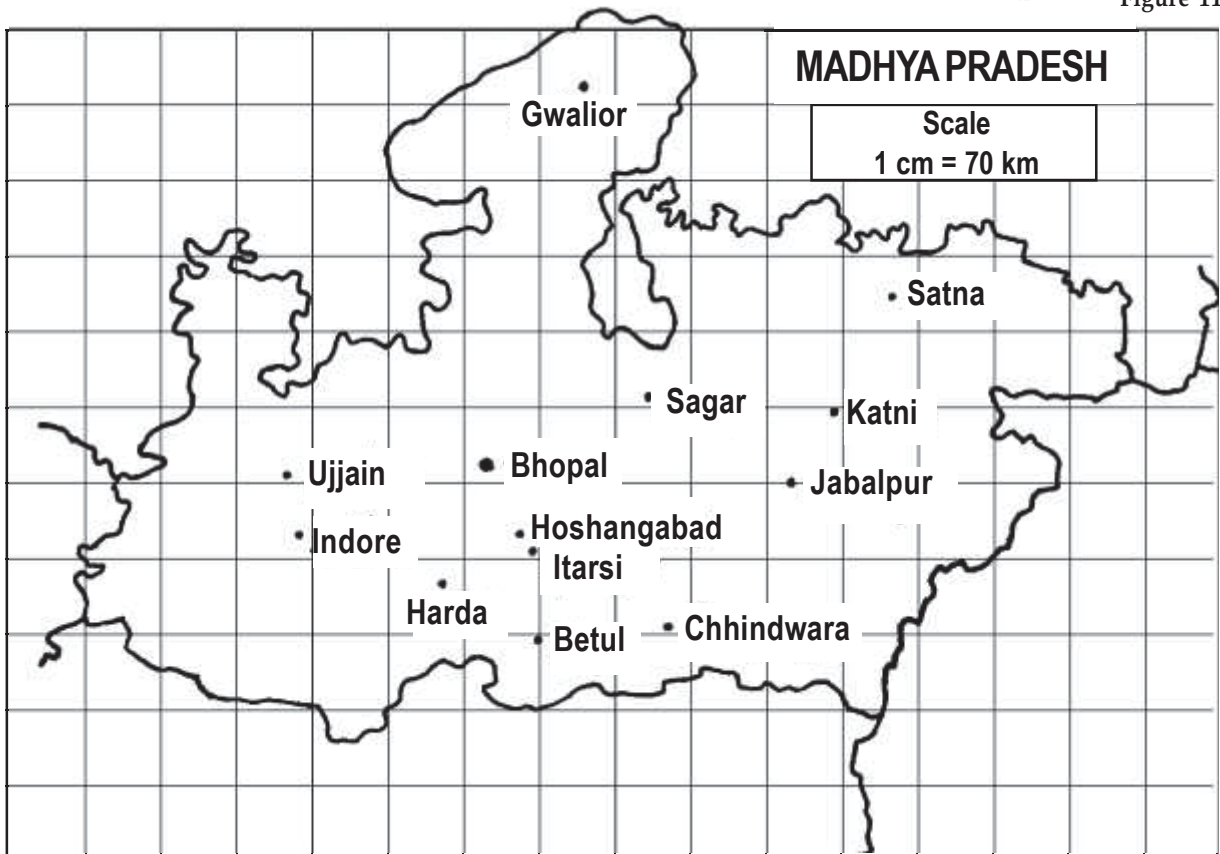 Figure 11
MADHYA PRADESH
Scale
1 cm = 70 km
Gwalior
Satna
Sagar
Katni
Ujjain
Bhopal
Jabalpur
Indore
Hoshangabad
Itarsi
Harda
Betul
Chhindwara